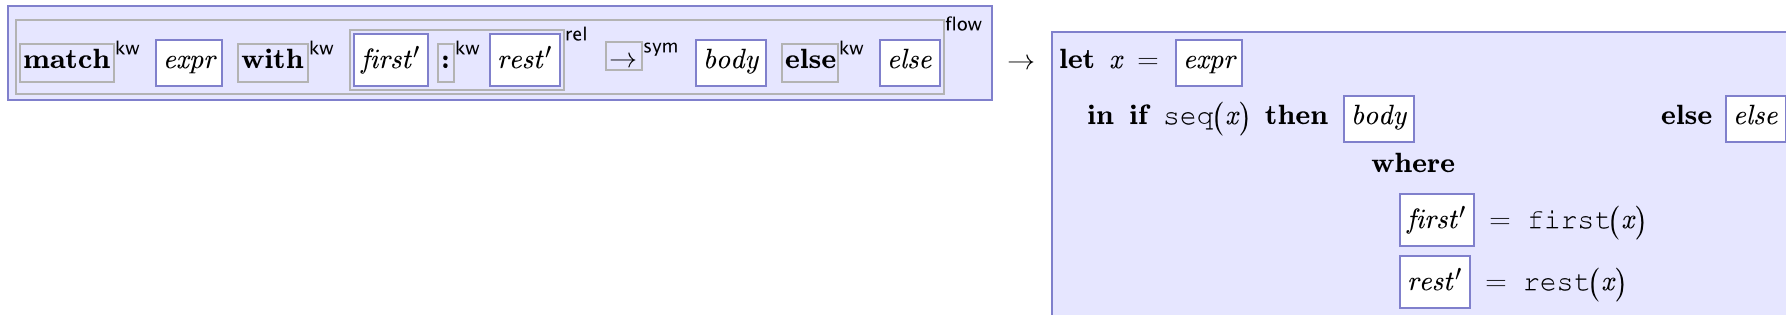 match kw expr with kw first′ : kw rest′ rel → sym body else kw else flow → let x = expr
in if seq(x) then body else else
where
first′ = first(x)
rest′ = rest(x)